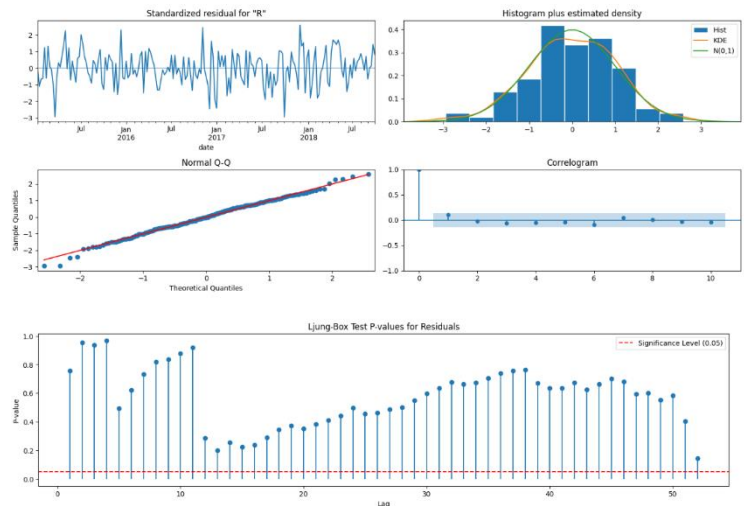 Standardized residual for "R"
2
1
0
−1
−2
−3
Jul
Jan
2016
Jul
Jan
2017
Jul
Jan
2018
Jul
date
Histogram plus estimated density
0.4
0.3
0.2
0.1
0.0
−3
−2
−1
0
1
2
3
Hist
KDE
N(0,1)
Normal Q-Q
Sample Quantiles
2
1
0
−1
−2
−3
−2
−1
0
1
2
Theoretical Quantiles
Correlogram
1.0
0.5
0.0
−0.5
−1.0
0
2
4
6
8
10
Ljung-Box Test P-values for Residuals
P-value
1.0
0.8
0.6
0.4
0.2
0.0
0
10
20
30
40
50
Lag
Significance Level (0.05)